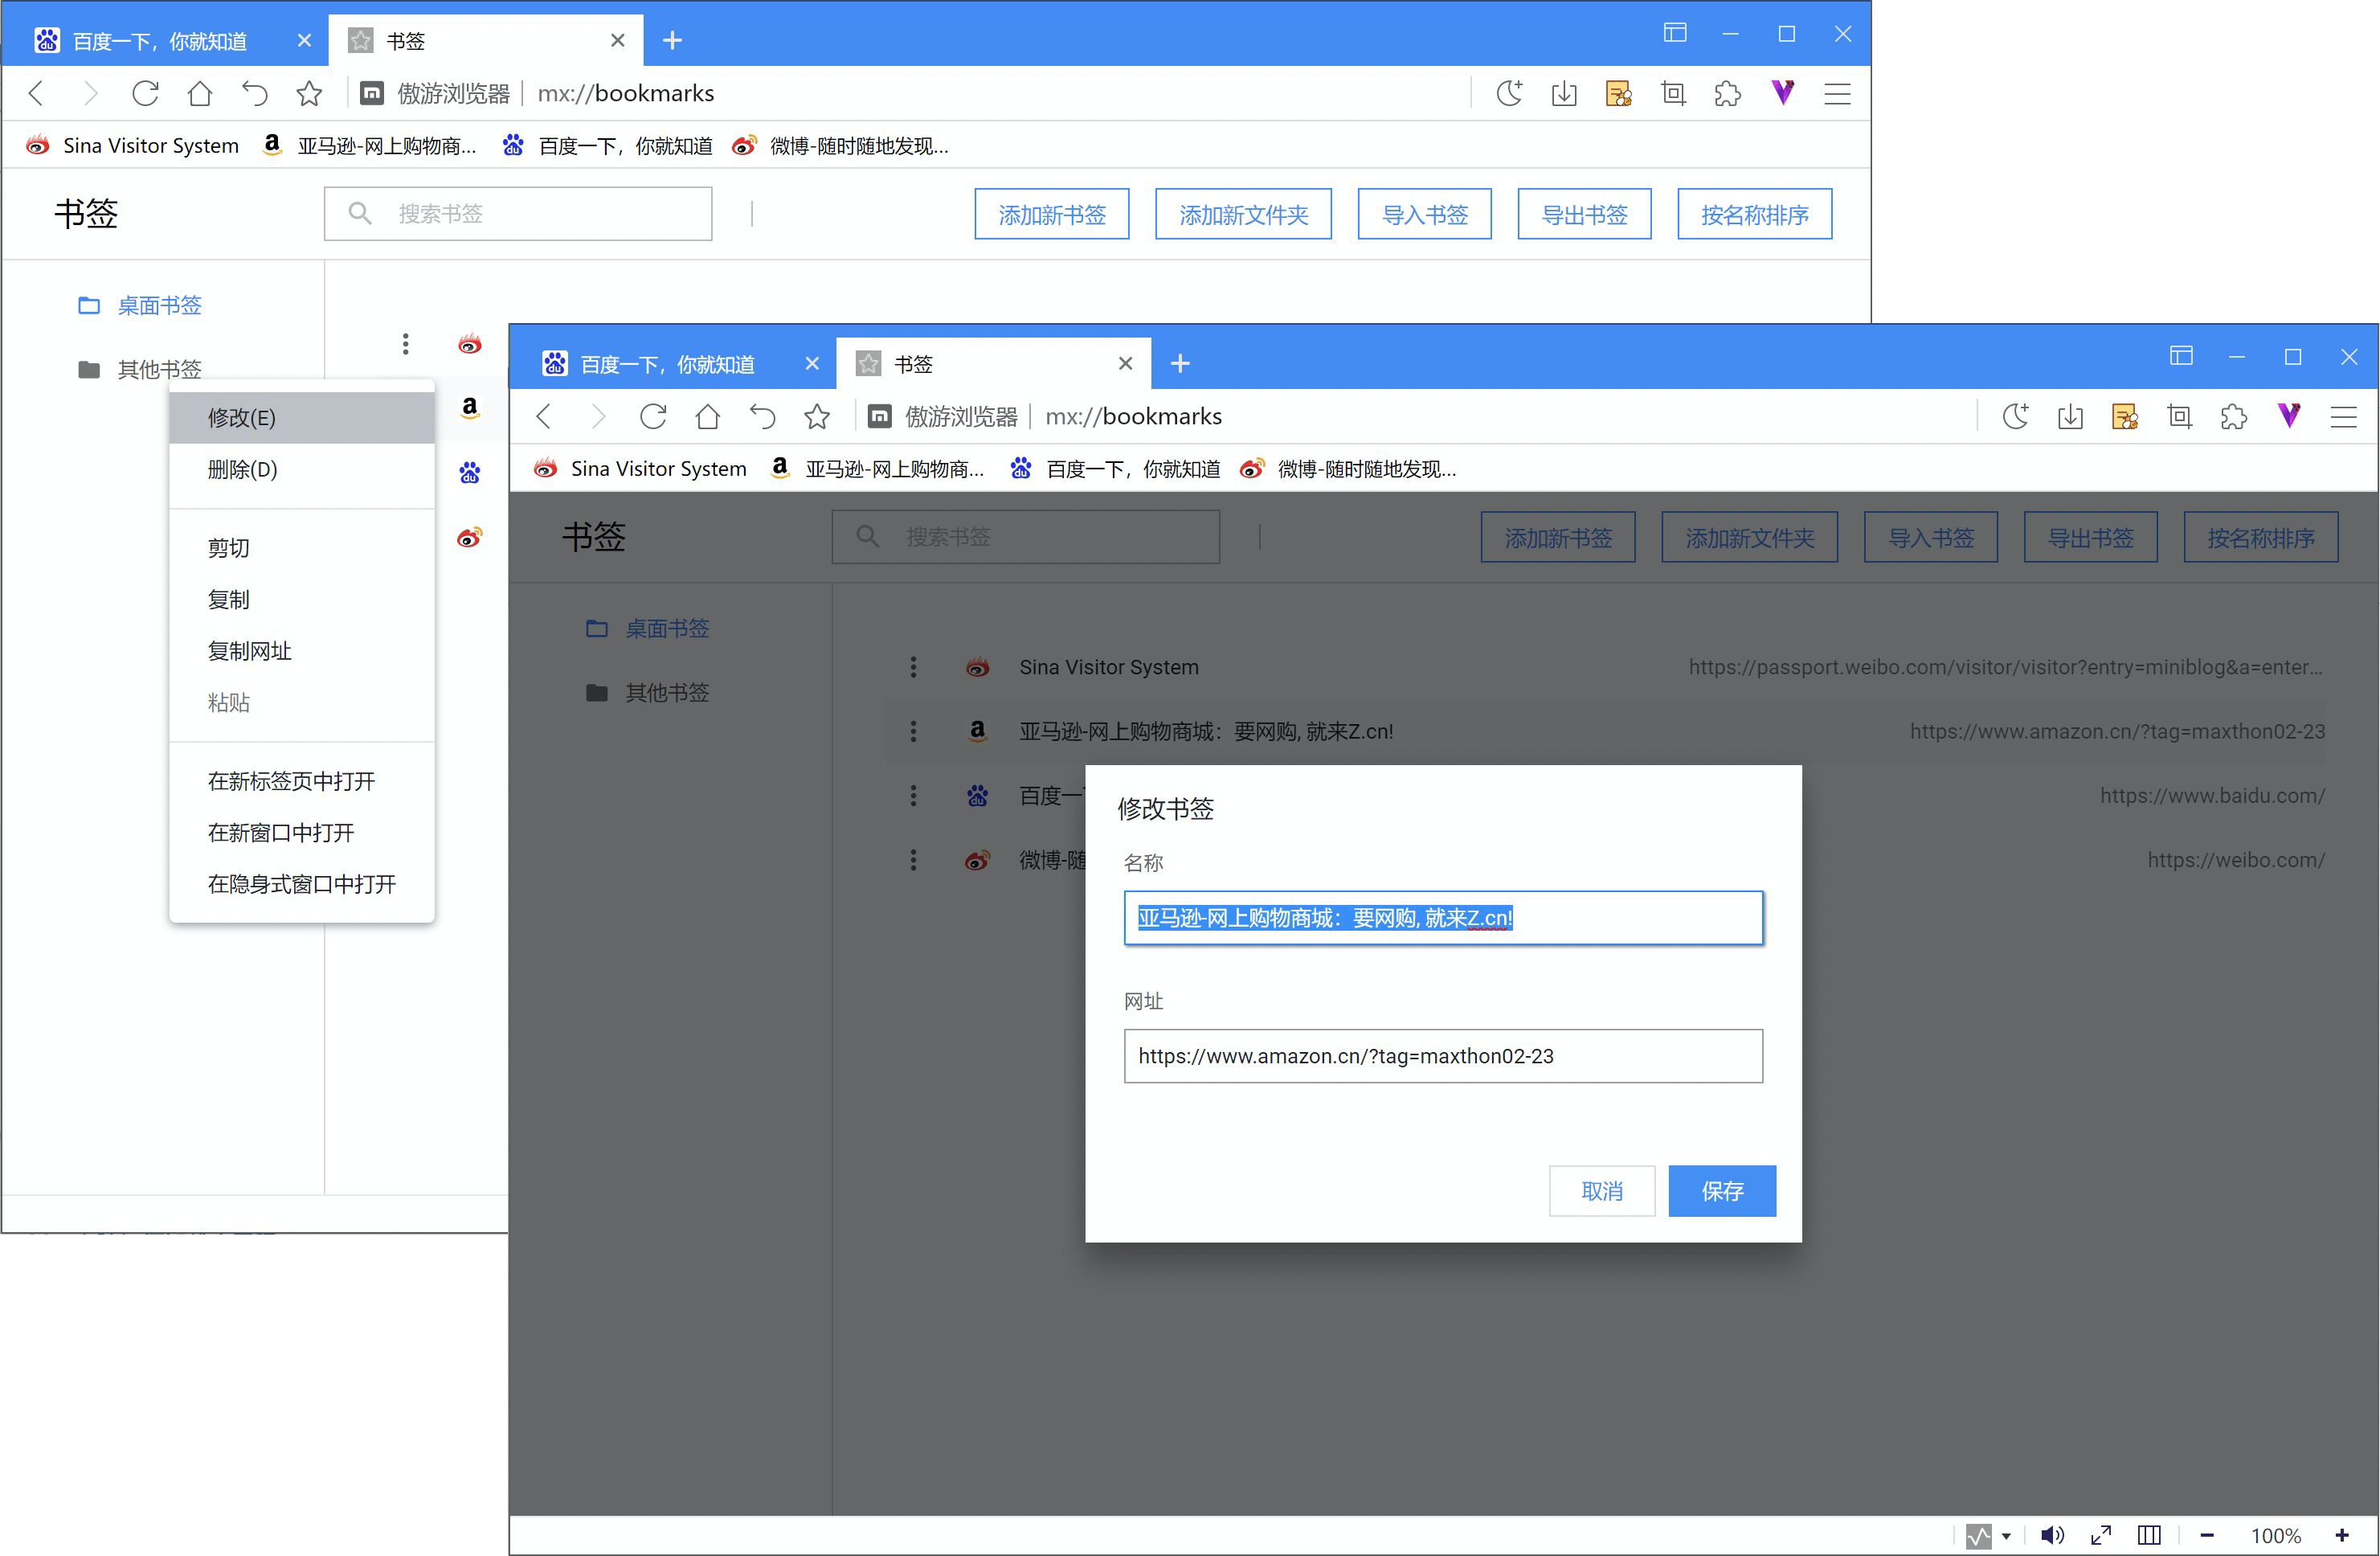 百度一下，你就知道
书签
傲游浏览器
mx://bookmarks
Sina Visitor System
亚马逊-网上购物商...
百度一下，你就知道
微博-随时随地发现...
书签
搜索书签
添加新书签
添加新文件夹
导入书签
导出书签
按名称排序
桌面书签
其他书签
修改(E)
删除(D)
剪切
复制
复制网址
粘贴
在新标签页中打开
在新窗口中打开
在隐身式窗口中打开
百度一下，你就知道
书签
傲游浏览器
mx://bookmarks
Sina Visitor System
亚马逊-网上购物商...
百度一下，你就知道
微博-随时随地发现...
书签
搜索书签
添加新书签
添加新文件夹
导入书签
导出书签
按名称排序
桌面书签
其他书签
Sina Visitor System
https://passport.weibo.com/visitor/visitor?entry=miniblog&a=enter...
亚马逊-网上购物商城：要网购, 就来Z.cn!
https://www.amazon.cn/?tag=maxthon02-23
百度一
https://www.baidu.com/
微博-随
https://weibo.com/
修改书签
名称
亚马逊-网上购物商城：要网购, 就来Z.cn!
网址
https://www.amazon.cn/?tag=maxthon02-23
取消
保存
100%